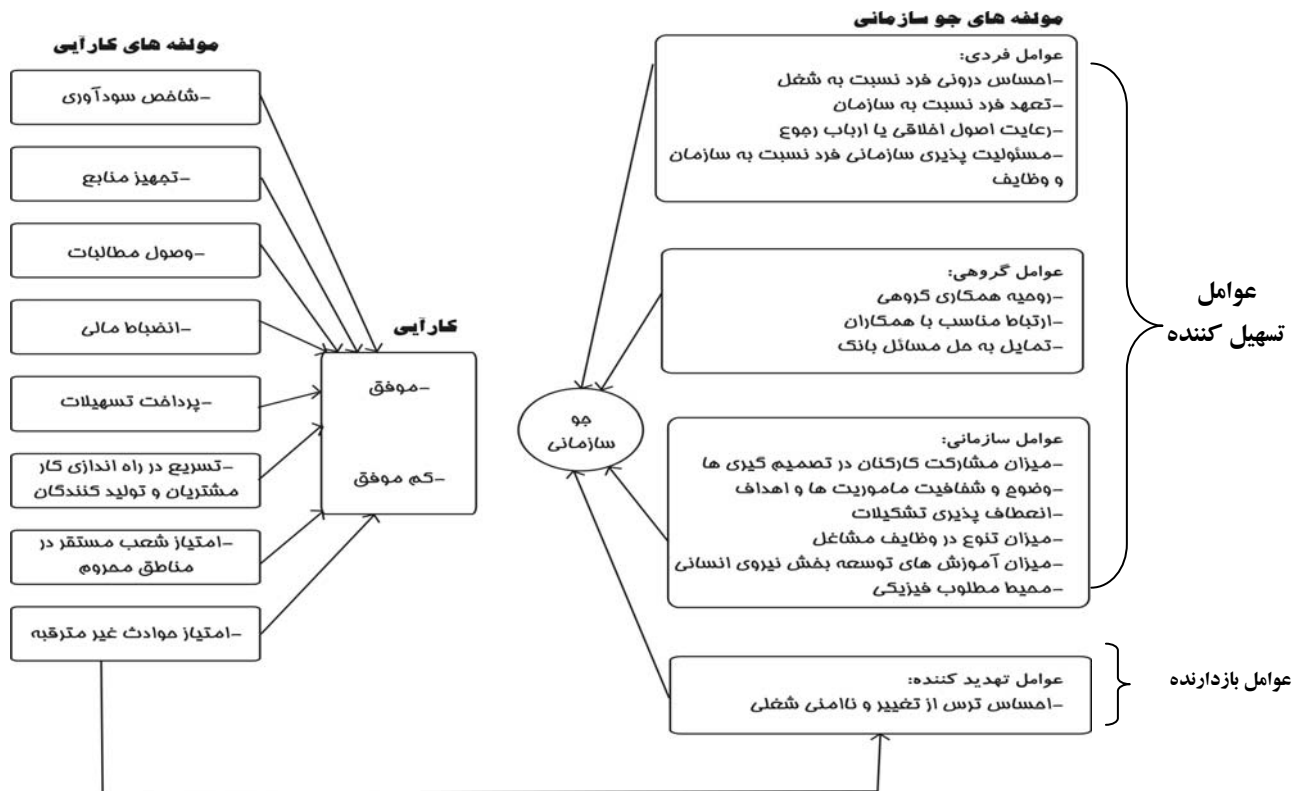 مولفه های جو سازمانی
عوامل فردی:
-احساس درونی فرد نسبت به شغل
-تعهد فرد نسبت به سازمان
-رعایت اصول اخلاقی یا ارباب رجوع
-مسئولیت پذیری سازمانی فرد نسبت به سازمان
و وظایف
عوامل گروهی:
-روحیه همکاری گروهی
-ارتباط مناسب با همکاران
-تمایل به حل مسائل بانک
عوامل سازمانی:
-میزان مشارکت کارکنان در تصمیم گیری ها
-وضوح و شفافیت ماموریت ها و اهداف
-انعطاف پذیری تشکیلات
-میزان تنوع در وظایف مشاغل
-میزان آموزش های توسعه بخش نیروی انسانی
-محیط مطلوب فیزیکی
عوامل تهدید کننده:
-احساس ترس از تغییر و ناامنی شغلی
عوامل
تسهیل کننده
عوامل بازدارنده
جو
سازمانی
کارآیی
-موفق
-کم موفق
مولفه های کارآیی
-شاخص سودآوری
-تجهیز منابع
-وصول مطالبات
-انضباط مالی
-پرداخت تسهیلات
-تسریع در راه اندازی کار
مشتریان و تولید کنندگان
-امتیاز شعب مستقر در
مناطق محروم
-امتیاز حوادث غیر مترقبه